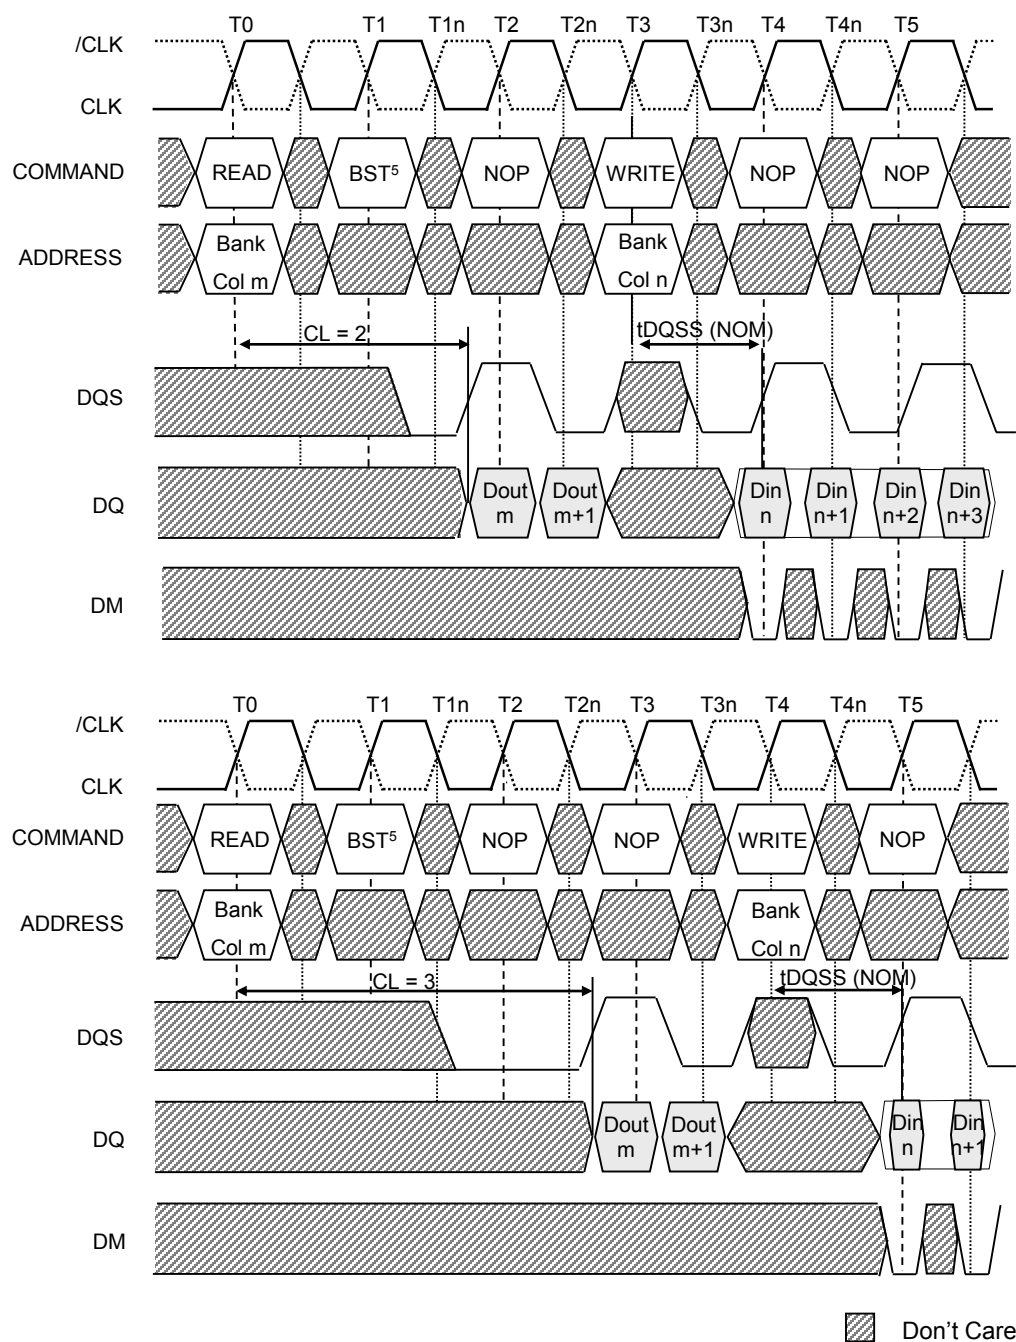 T0 T1 T1n T2 T2n T3 T3n T4 T4n T5
/CLK
CLK
COMMAND READ BST5 NOP WRITE NOP NOP
ADDRESS Bank Col m Bank Col n
CL = 2 tDQSS (NOM)
DQS
DQ Dout m Dout m+1 Din n Din n+1 Din n+2 Din n+3
DM
T0 T1 T1n T2 T2n T3 T3n T4 T4n T5
/CLK
CLK
COMMAND READ BST5 NOP NOP WRITE NOP
ADDRESS Bank Col m Bank Col n
CL = 3 tDQSS (NOM)
DQS
DQ Dout m Dout m+1 Din n Din n+1
DM
Don't Care